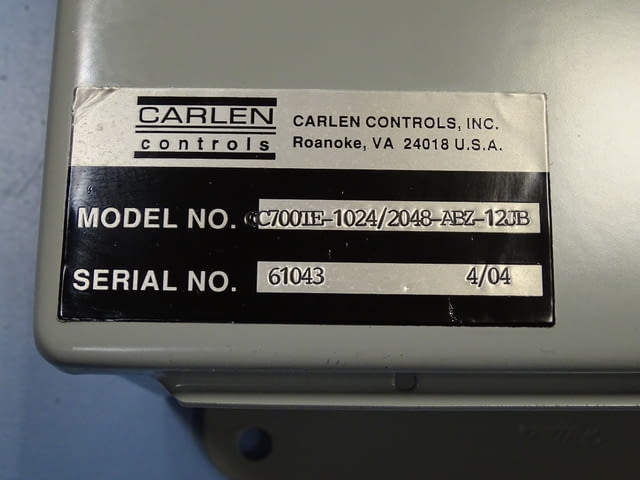 CARLEN
controls
CARLEN CONTROLS, INC.
Roanoke, VA 24018 U.S.A.
MODEL NO. CC700IE-1024/2048-ABZ-12JB
SERIAL NO. 61043 4/04